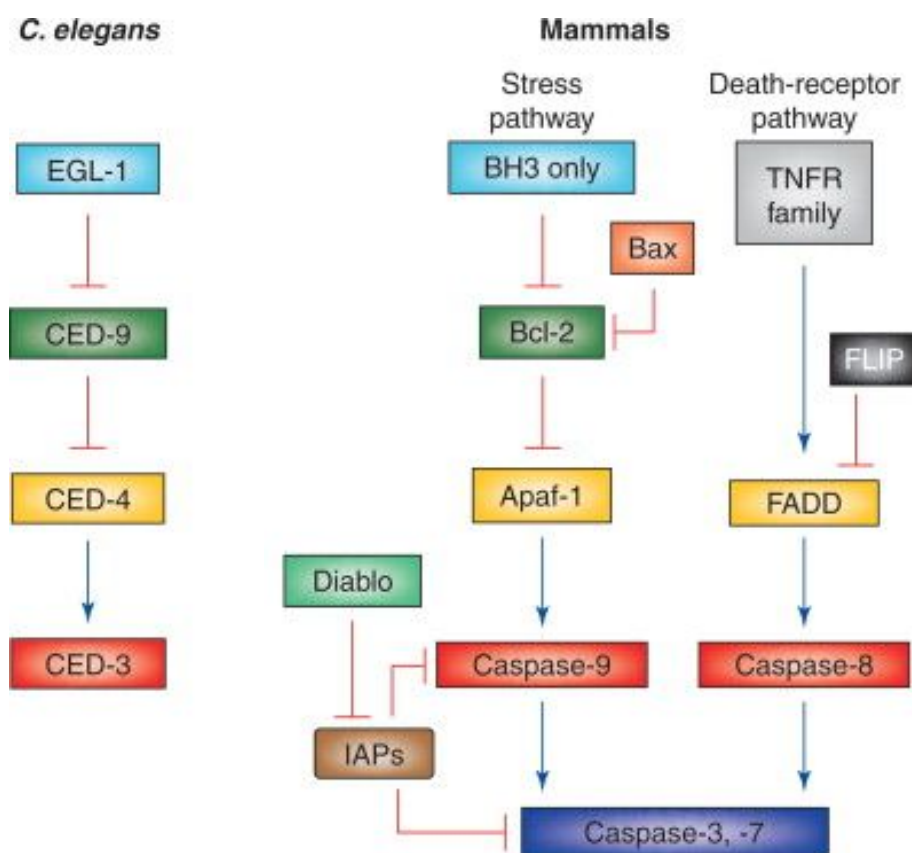 C. elegans
Mammals
Stress
pathway
Death-receptor
pathway
EGL-1
BH3 only
TNFR
family
Bax
CED-9
Bcl-2
FLIP
CED-4
Apaf-1
FADD
Diablo
CED-3
Caspase-9
Caspase-8
IAPs
Caspase-3, -7